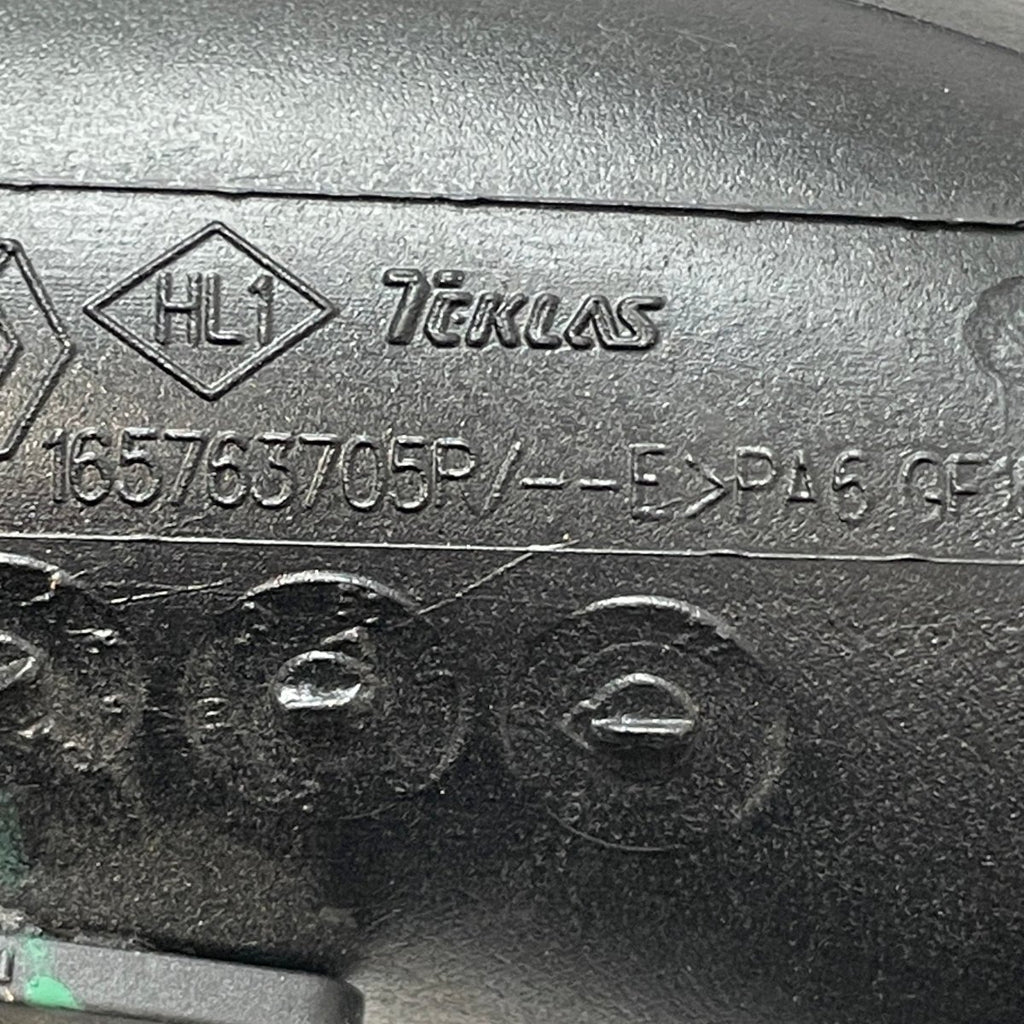 HL1 TEKLAS
165763705R/--E>PA6 GF